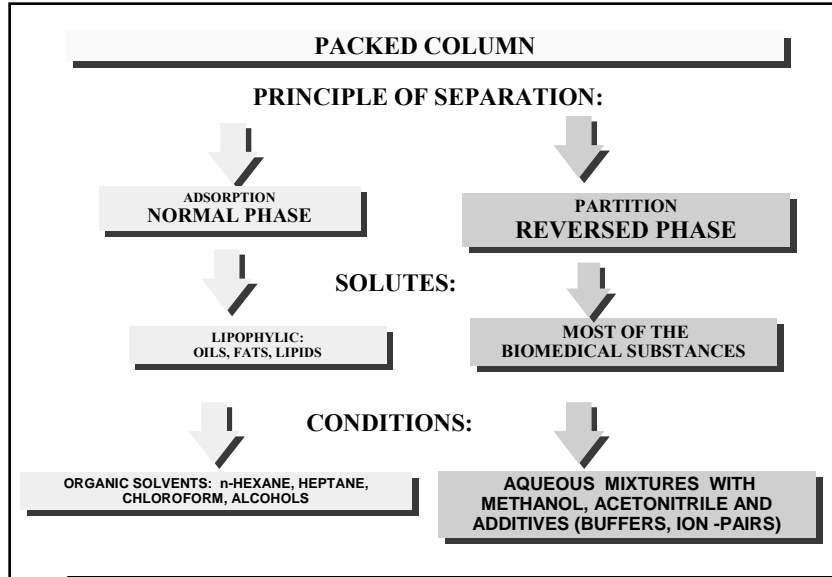 PACKED COLUMN
PRINCIPLE OF SEPARATION:
ADSORPTION
NORMAL PHASE
PARTITION
REVERSED PHASE
SOLUTES:
LIPOPHYLIC:
OILS, FATS, LIPIDS
MOST OF THE
BIOMEDICAL SUBSTANCES
CONDITIONS:
ORGANIC SOLVENTS: n-HEXANE, HEPTANE,
CHLOROFORM, ALCOHOLS
AQUEOUS MIXTURES WITH
METHANOL, ACETONITRILE AND
ADDITIVES (BUFFERS, ION -PAIRS)